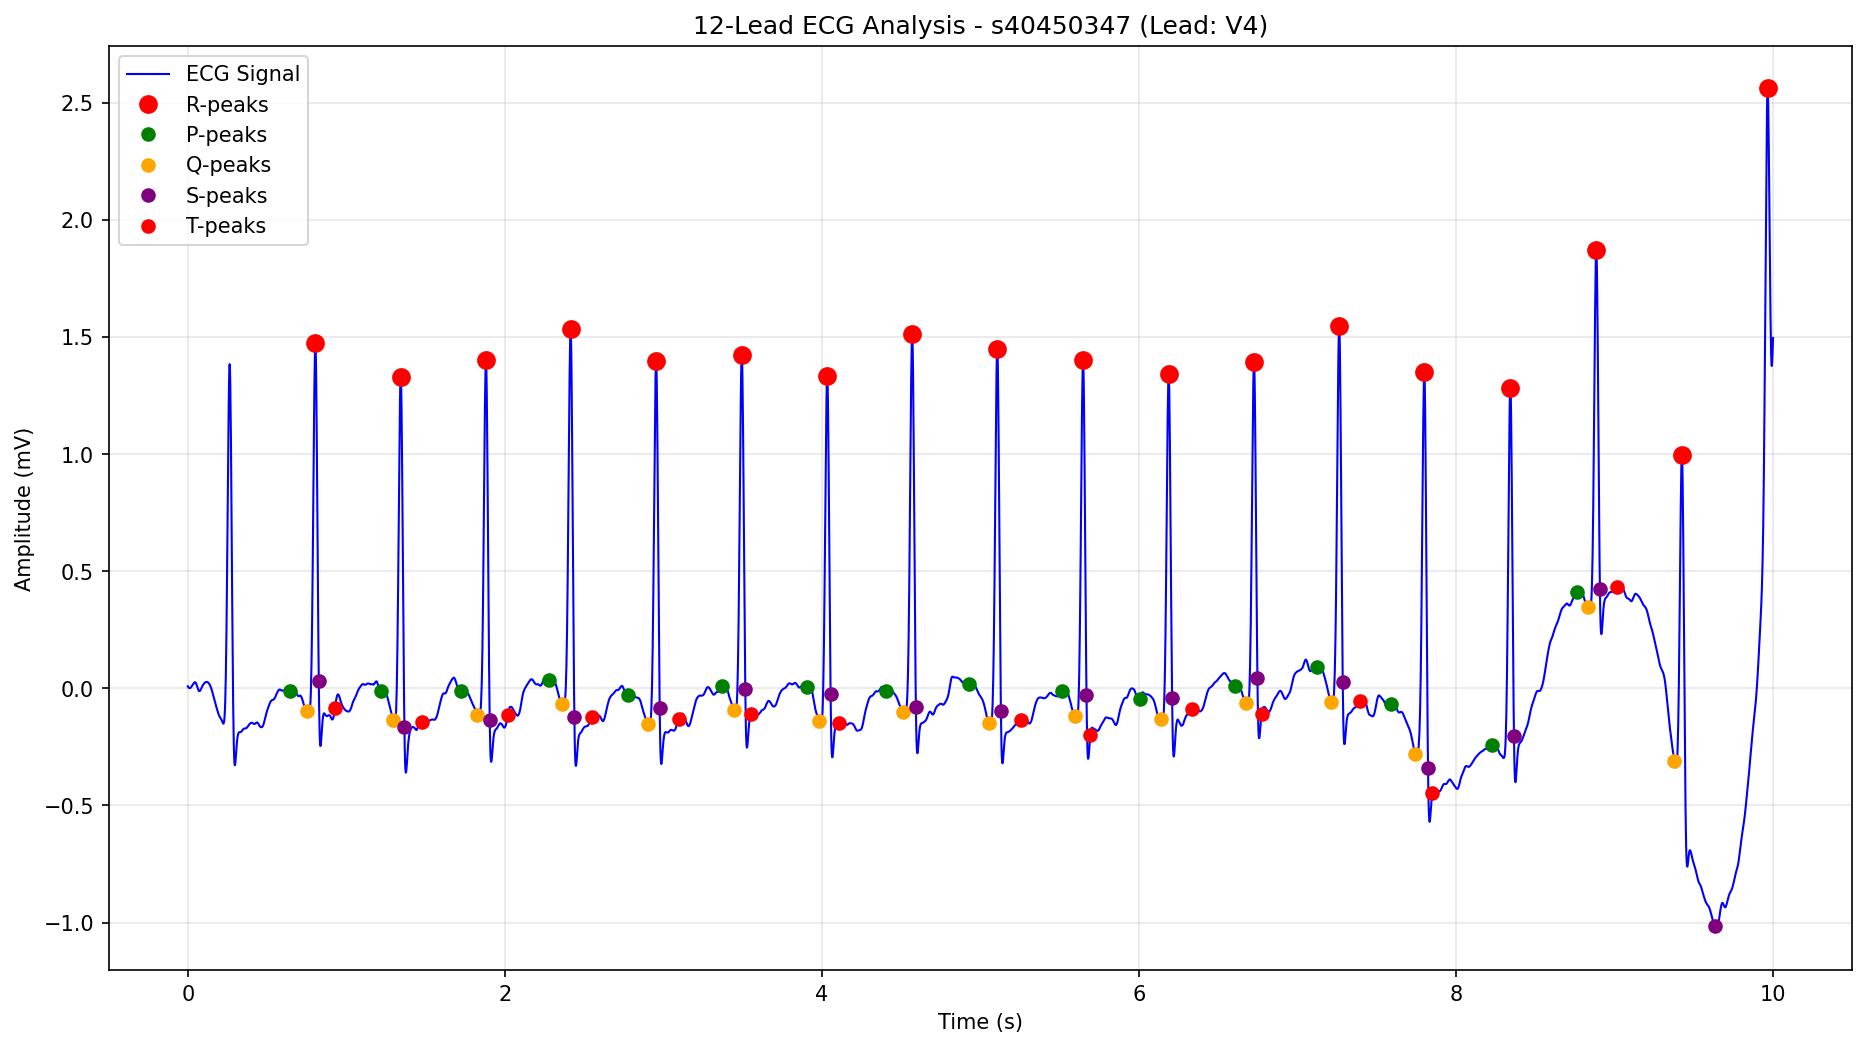 12-Lead ECG Analysis - s40450347 (Lead: V4)
ECG Signal
R-peaks
P-peaks
Q-peaks
S-peaks
T-peaks
Amplitude (mV)
2.5
2.0
1.5
1.0
0.5
0.0
−0.5
−1.0
0 2 4 6 8 10
Time (s)